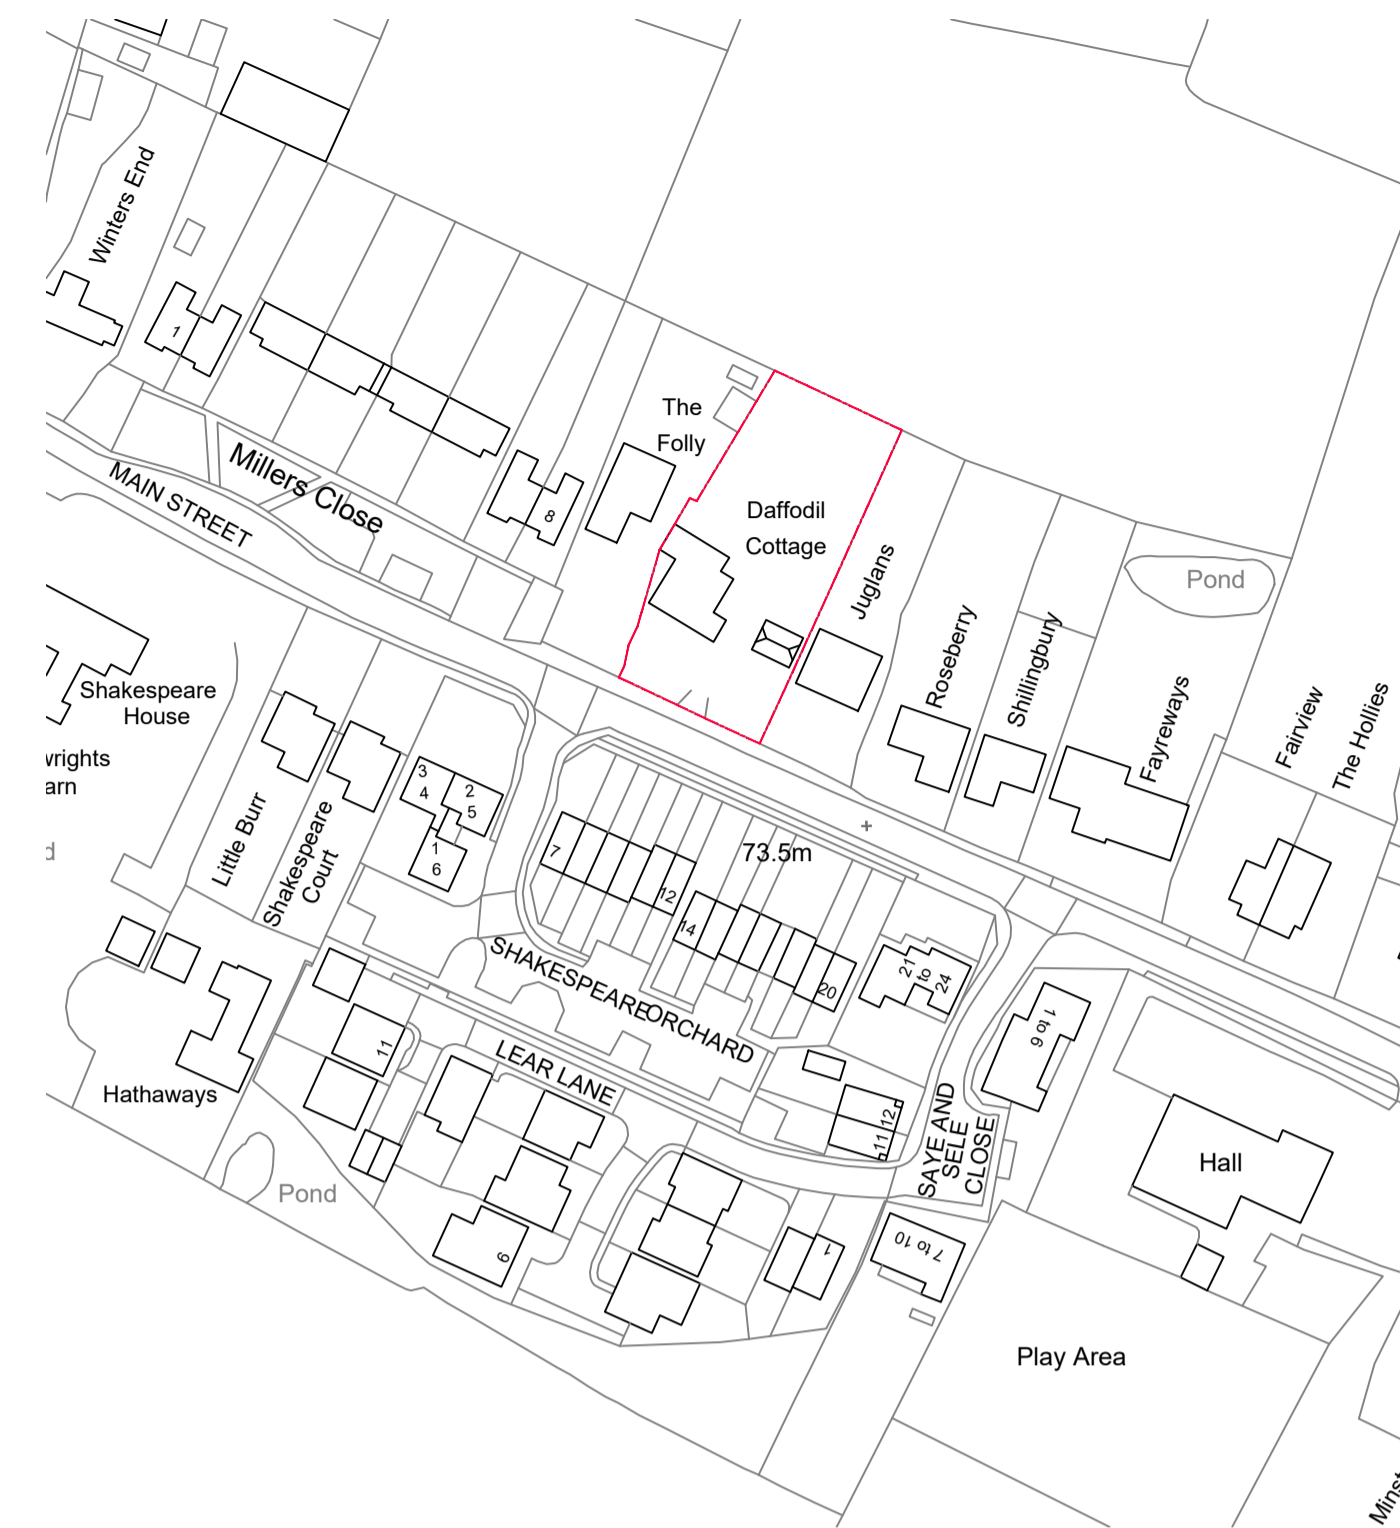 Winters End
1
The
Folly
Millers Close
MAIN STREET
8
Daffodil
Cottage
Juglans
Pond
Roseberry
Shillingbury
Fayreways
Fairview
The Hollies
Shakespeare
House
wrights
arn
d
Little Burr
Shakespeare
Court
3
4
2
5
1
6
7
12
73.5m
14
20
21
to
24
SHAKESPEARE
ORCHARD
1 to 6
11
LEAR LANE
Hathaways
12
11
SAYE AND
SELE
CLOSE
Hall
Pond
9
1
7 to 10
Play Area
Minst